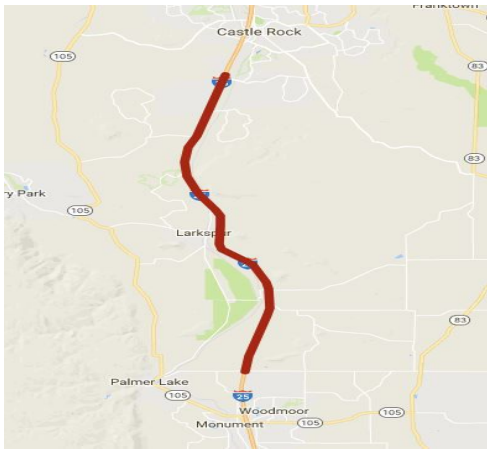 Franktown
Castle Rock
105
83
83
ry Park
105
Larkspur
83
Palmer Lake
105
25
Woodmoor
105
105
Monument